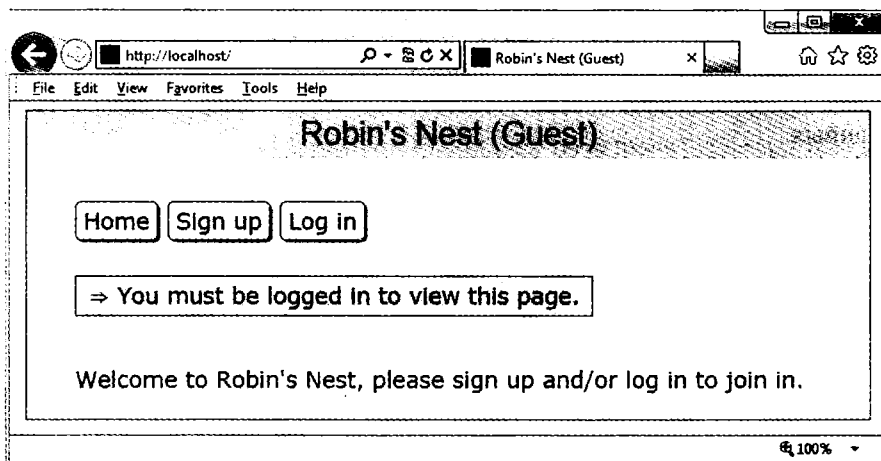 http://localhost/
Robin's Nest (Guest)
File Edit View Favorites Tools Help
Robin's Nest (Guest)
Home Sign up Log in
⇒ You must be logged in to view this page.
Welcome to Robin's Nest, please sign up and/or log in to join in.
100%